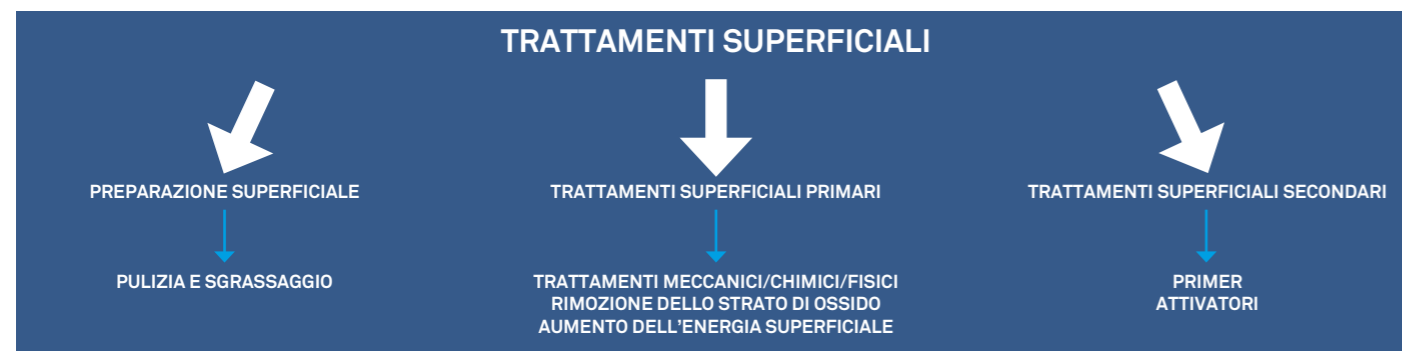 TRATTAMENTI SUPERFICIALI
PREPARAZIONE SUPERFICIALE
PULIZIA E SGRASSAGGIO
TRATTAMENTI SUPERFICIALI PRIMARI
TRATTAMENTI MECCANICI/CHIMICI/FISICI
RIMOZIONE DELLO STRATO DI OSSIDO
AUMENTO DELL'ENERGIA SUPERFICIALE
TRATTAMENTI SUPERFICIALI SECONDARI
PRIMER
ATTIVATORI